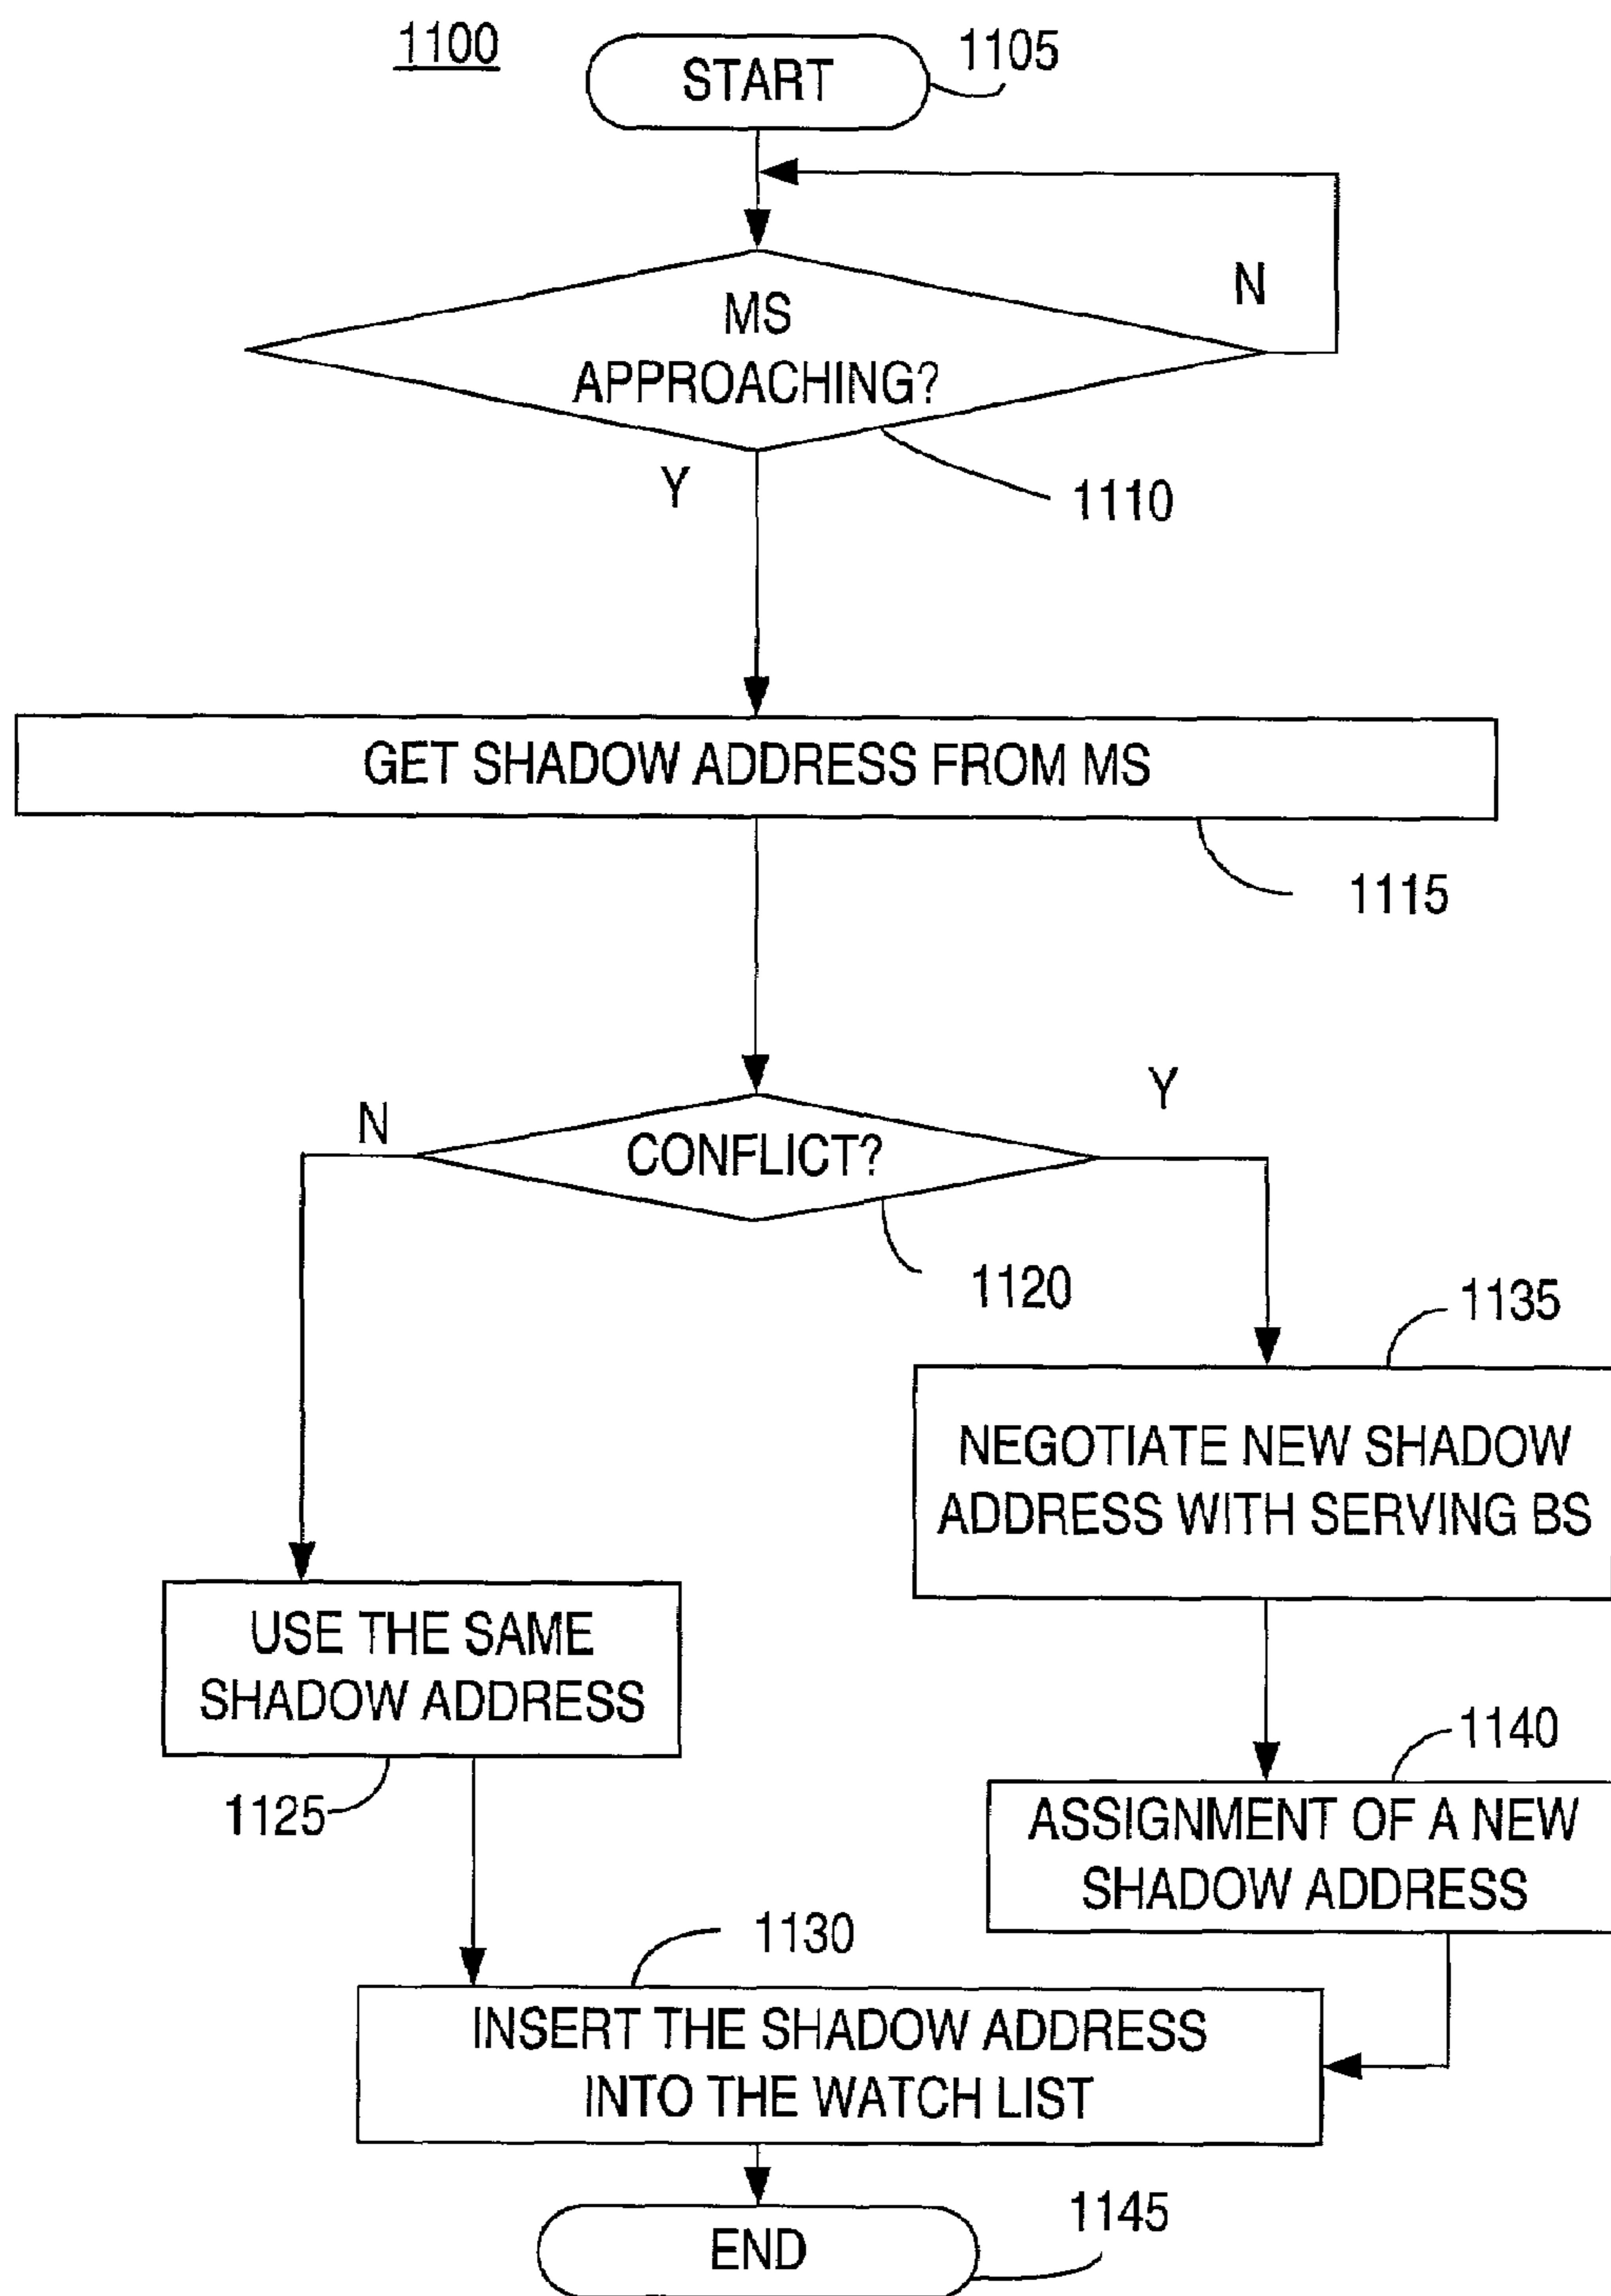 1100
START
1105
MS
APPROACHING?
N
Y
1110
GET SHADOW ADDRESS FROM MS
1115
N
CONFLICT?
Y
1120
1135
NEGOTIATE NEW SHADOW
ADDRESS WITH SERVING BS
USE THE SAME
SHADOW ADDRESS
1125
1140
ASSIGNMENT OF A NEW
SHADOW ADDRESS
1130
INSERT THE SHADOW ADDRESS
INTO THE WATCH LIST
END
1145